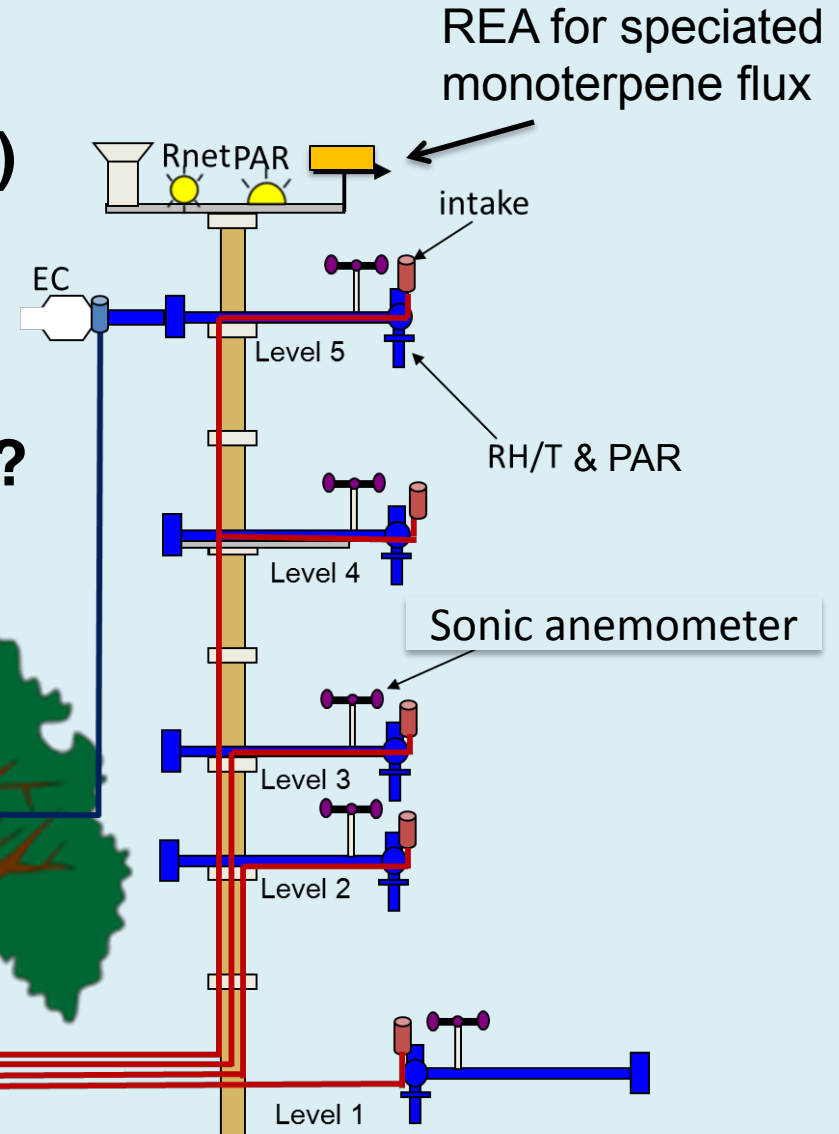 REA for speciated
monoterpene flux
)
Rnet PAR
intake
EC
Level 5
?
RH/T & PAR
Level 4
Sonic anemometer
Level 3
Level 2
Level 1